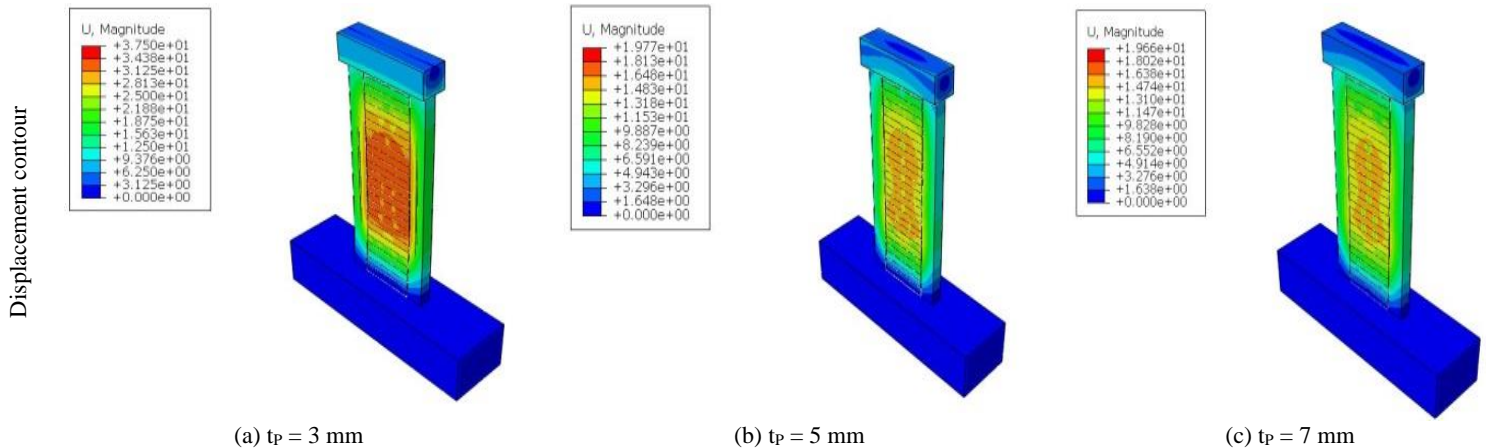 Displacement contour
U, Magnitude
+3.750e+01
+3.438e+01
+3.125e+01
+2.813e+01
+2.500e+01
+2.188e+01
+1.875e+01
+1.563e+01
+1.250e+01
+9.376e+00
+6.250e+00
+3.125e+00
+0.000e+00
(a) tP = 3 mm
U, Magnitude
+1.977e+01
+1.813e+01
+1.648e+01
+1.483e+01
+1.318e+01
+1.153e+01
+9.887e+00
+8.239e+00
+6.591e+00
+4.943e+00
+3.296e+00
+1.648e+00
+0.000e+00
(b) tP = 5 mm
U, Magnitude
+1.966e+01
+1.802e+01
+1.638e+01
+1.474e+01
+1.310e+01
+1.147e+01
+9.828e+00
+8.190e+00
+6.552e+00
+4.914e+00
+3.276e+00
+1.638e+00
+0.000e+00
(c) tP = 7 mm